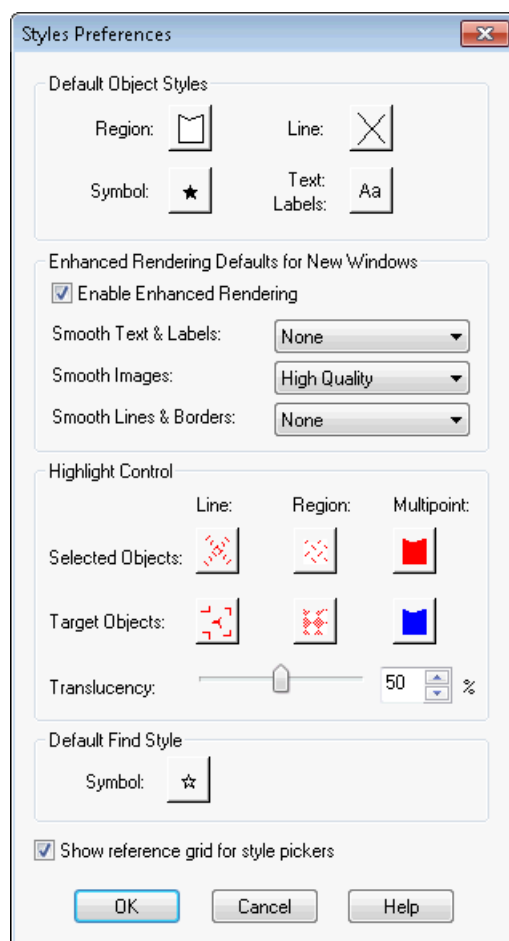 Styles Preferences
Default Object Styles
Region:
Line:
Symbol:
Text:
Labels:
Aa
Enhanced Rendering Defaults for New Windows
Enable Enhanced Rendering
Smooth Text & Labels:
None
Smooth Images:
High Quality
Smooth Lines & Borders:
None
Highlight Control
Line:
Region:
Multipoint:
Selected Objects:
Target Objects:
Translucency:
50
%
Default Find Style
Symbol:
Show reference grid for style pickers
OK
Cancel
Help